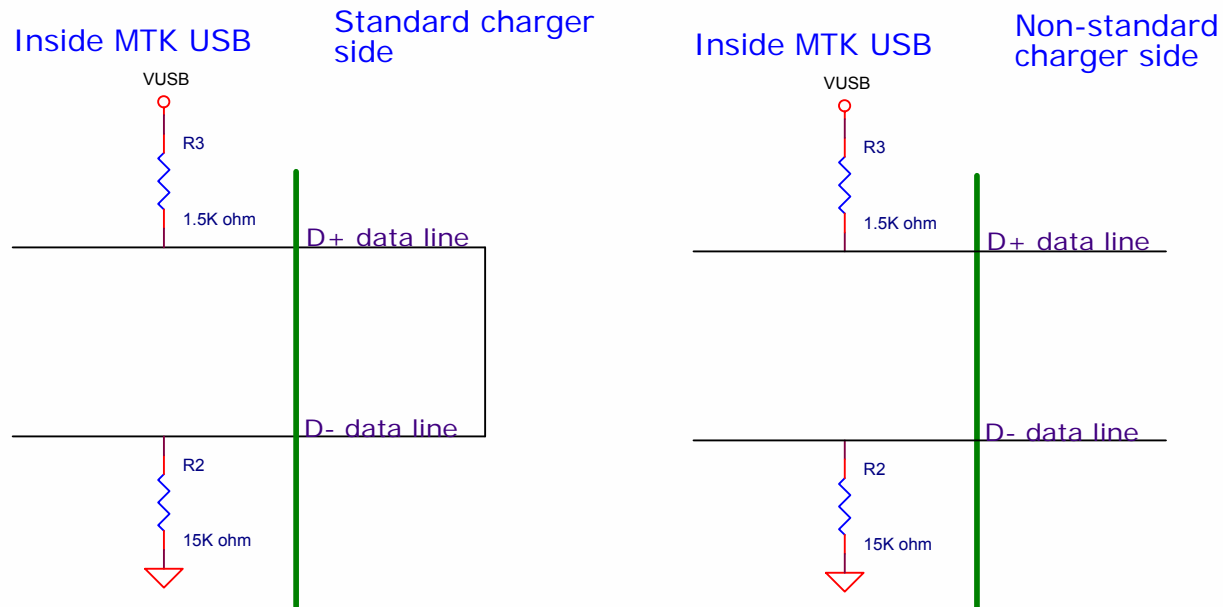 Inside MTK USB
Standard charger
side
VUSB
R3
1.5K ohm
D+ data line
D- data line
R2
15K ohm
Inside MTK USB
Non-standard
charger side
VUSB
R3
1.5K ohm
D+ data line
D- data line
R2
15K ohm